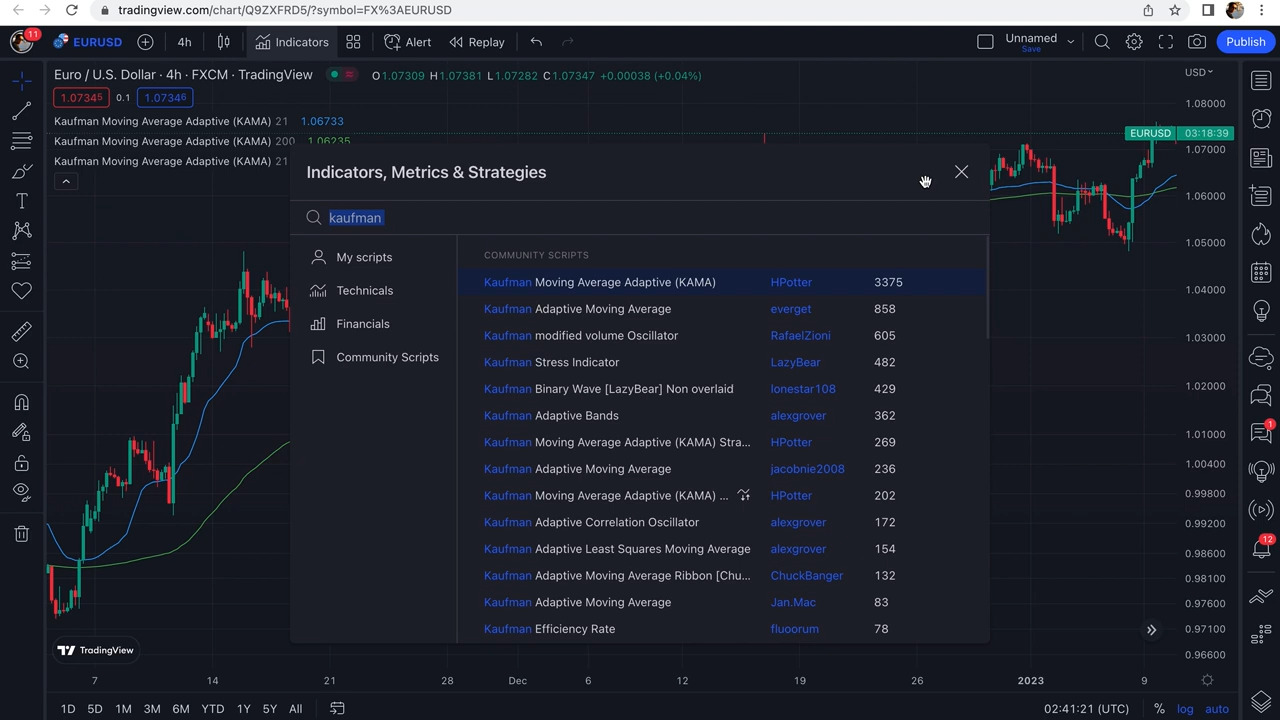 tradingview.com/chart/Q9ZXFRD5/?symbol=FX%3AEURUSD
11 EURUSD 4h Indicators Alert Replay Unnamed Save Publish
Euro / U.S. Dollar · 4h · FXCM · TradingView O1.07309 H1.07381 L1.07282 C1.07347 +0.00038 (+0.04%) USD
1.07345 0.1 1.07346
Kaufman Moving Average Adaptive (KAMA) 21 1.06733
Kaufman Moving Average Adaptive (KAMA) 200 1.06235
Kaufman Moving Average Adaptive (KAMA) 21
Indicators, Metrics & Strategies
kaufman
My scripts
Technicals
Financials
Community Scripts
COMMUNITY SCRIPTS
Kaufman Moving Average Adaptive (KAMA) HPotter 3375
Kaufman Adaptive Moving Average everget 858
Kaufman modified volume Oscillator RafaelZioni 605
Kaufman Stress Indicator LazyBear 482
Kaufman Binary Wave [LazyBear] Non overlaid lonestar108 429
Kaufman Adaptive Bands alexgrover 362
Kaufman Moving Average Adaptive (KAMA) Stra... HPotter 269
Kaufman Adaptive Moving Average jacobnie2008 236
Kaufman Moving Average Adaptive (KAMA) ... HPotter 202
Kaufman Adaptive Correlation Oscillator alexgrover 172
Kaufman Adaptive Least Squares Moving Average alexgrover 154
Kaufman Adaptive Moving Average Ribbon [Chu... ChuckBanger 132
Kaufman Adaptive Moving Average Jan.Mac 83
Kaufman Efficiency Rate fluoorum 78
1.08000
EURUSD 03:18:39
1.07000
1.06000
1.05000
1.04000
1.03000
1.02000
1.01000
1.00400
0.99800
0.99200
0.98600
0.98100
0.97600
0.97100
0.96600
1
12
TradingView
7 14 21 28 Dec 6 12 19 26 2023 9
1D 5D 1M 3M 6M YTD 1Y 5Y All 02:41:21 (UTC) % log auto